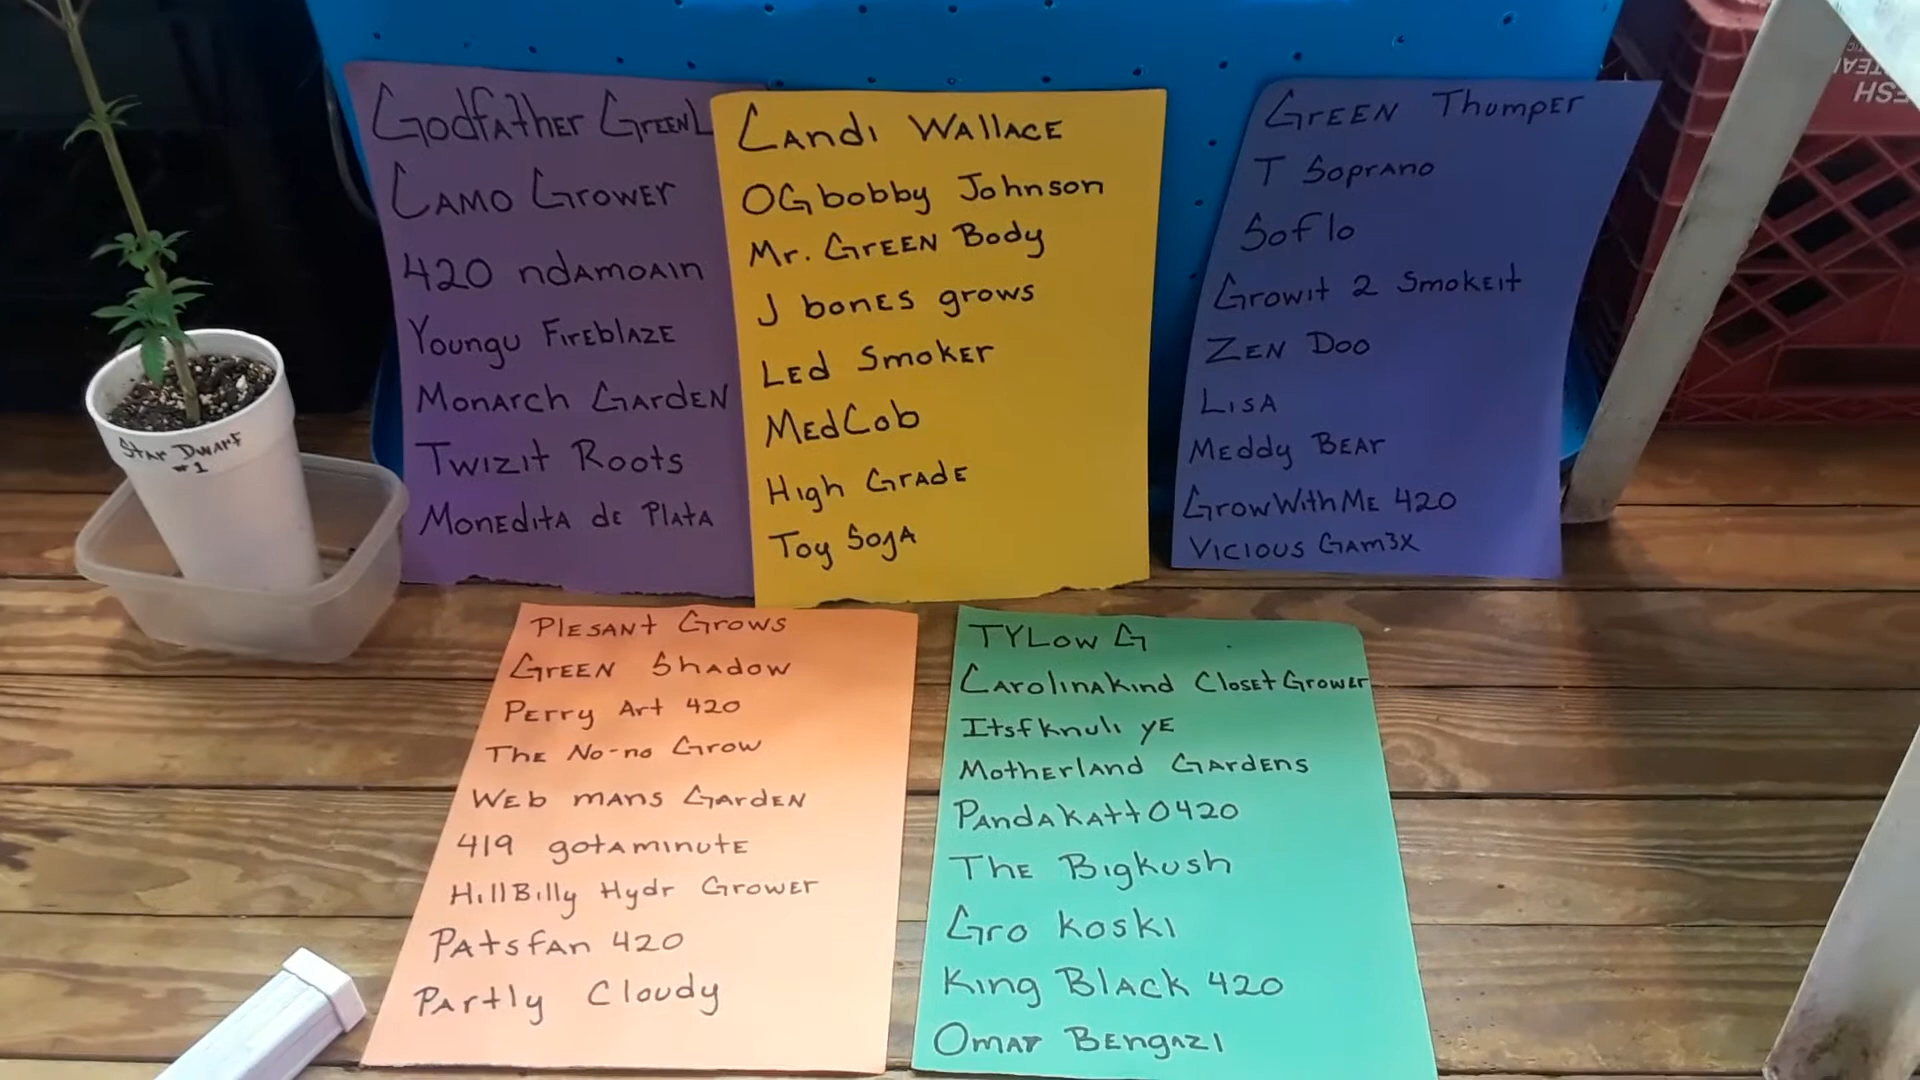 Godfather GreenL
Camo Grower
420 ndamoain
Youngu Fireblaze
Monarch Garden
Twizit Roots
Monedita de Plata
Candi Wallace
OGbobby Johnson
Mr. Green Body
J bones grows
Led Smoker
MedCob
High Grade
Toy Soja
Green Thumper
T Soprano
Soflo
Growit 2 Smokeit
Zen Doo
Lisa
Meddy Bear
GrowWithMe 420
Vicious Gam3x
Star Dwarf
#1
Plesant Grows
Green Shadow
Perry Art 420
The No-no Grow
Web mans Garden
419 gotaminute
HillBilly Hydr Grower
Patsfan 420
Partly Cloudy
TYLow G
Carolinakind ClosetGrower
Itsfknuli ye
Motherland Gardens
Pandakatt0420
The Bigkush
Gro koski
King Black 420
Omar Bengazi